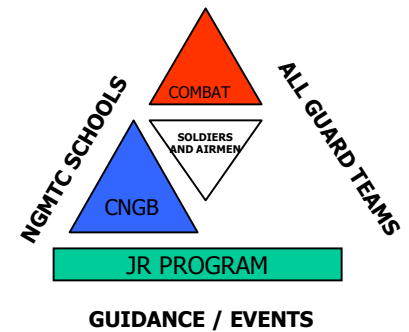 COMBAT
NGMTC SCHOOLS
ALL GUARD TEAMS
SOLDIERS
AND AIRMEN
CNGB
JR PROGRAM
GUIDANCE / EVENTS